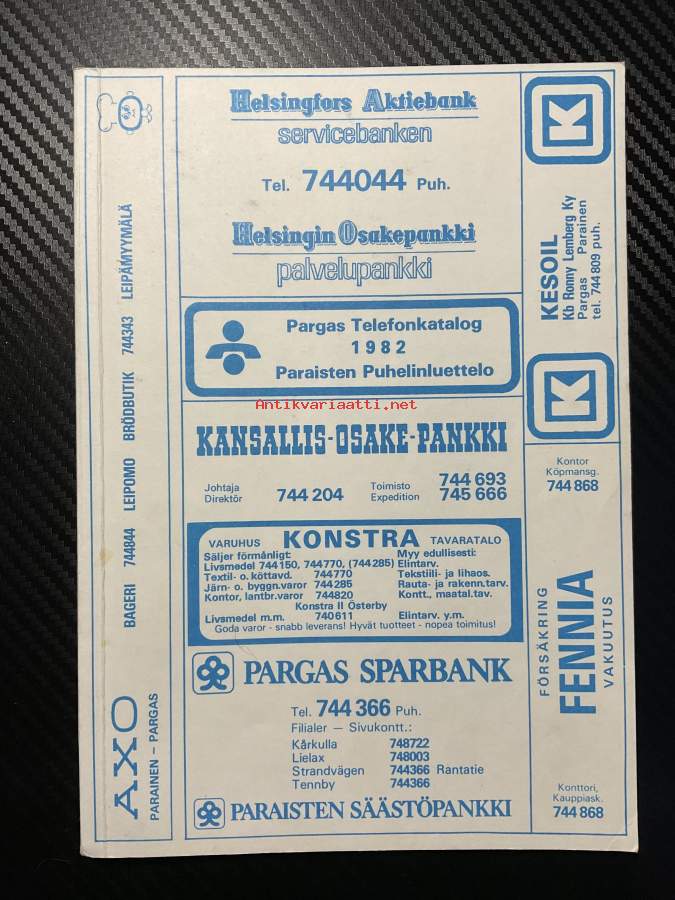 Helsingfors Aktiebank
servicebanken
Tel. 744044 Puh.
Helsingin Osakepankki
palvelupankki
Pargas Telefonkatalog
1982
Paraisten Puhelinluettelo
Antikvariaatti.net
KANSALLIS-OSAKE-PANKKI
Johtaja
Direktör
744 204
Toimisto
Expedition
744 693
745 666
VARUHUS KONSTRA TAVARATALO
Säljer förmånligt: Myy edullisesti:
Livsmedel 744150, 744770, (744285) Elintarv.
Textil- o. köttavd. 744770 Tekstiili- ja lihaos.
Järn- o. byggn.varor 744285 Rauta- ja rakenn.tarv.
Kontor, lantbr.varor 744820 Kontt., maatal.tav.
Konstra II Österby
Livsmedel m.m. 740611 Elintarv. y.m.
Goda varor - snabb leverans! Hyvät tuotteet - nopea toimitus!
PARGAS SPARBANK
Tel. 744 366 Puh.
Filialer — Sivukontt.:
Kårkulla 748722
Lielax 748003
Strandvägen 744366 Rantatie
Tennby 744366
PARAISTEN SÄÄSTÖPANKKI
AXO
PARAINEN – PARGAS
BAGERI 744844 LEIPOMO BRÖDBUTIK 744343 LEIPÄMYYMÄLÄ
K
KESOIL
Kb Ronny Lemberg Ky
Pargas Parainen
tel. 744 809 puh.
K
Kontor
Köpmansg.
744 868
FÖRSÄKRING
FENNIA
VAKUUTUS
Konttori,
Kauppiask.
744 868